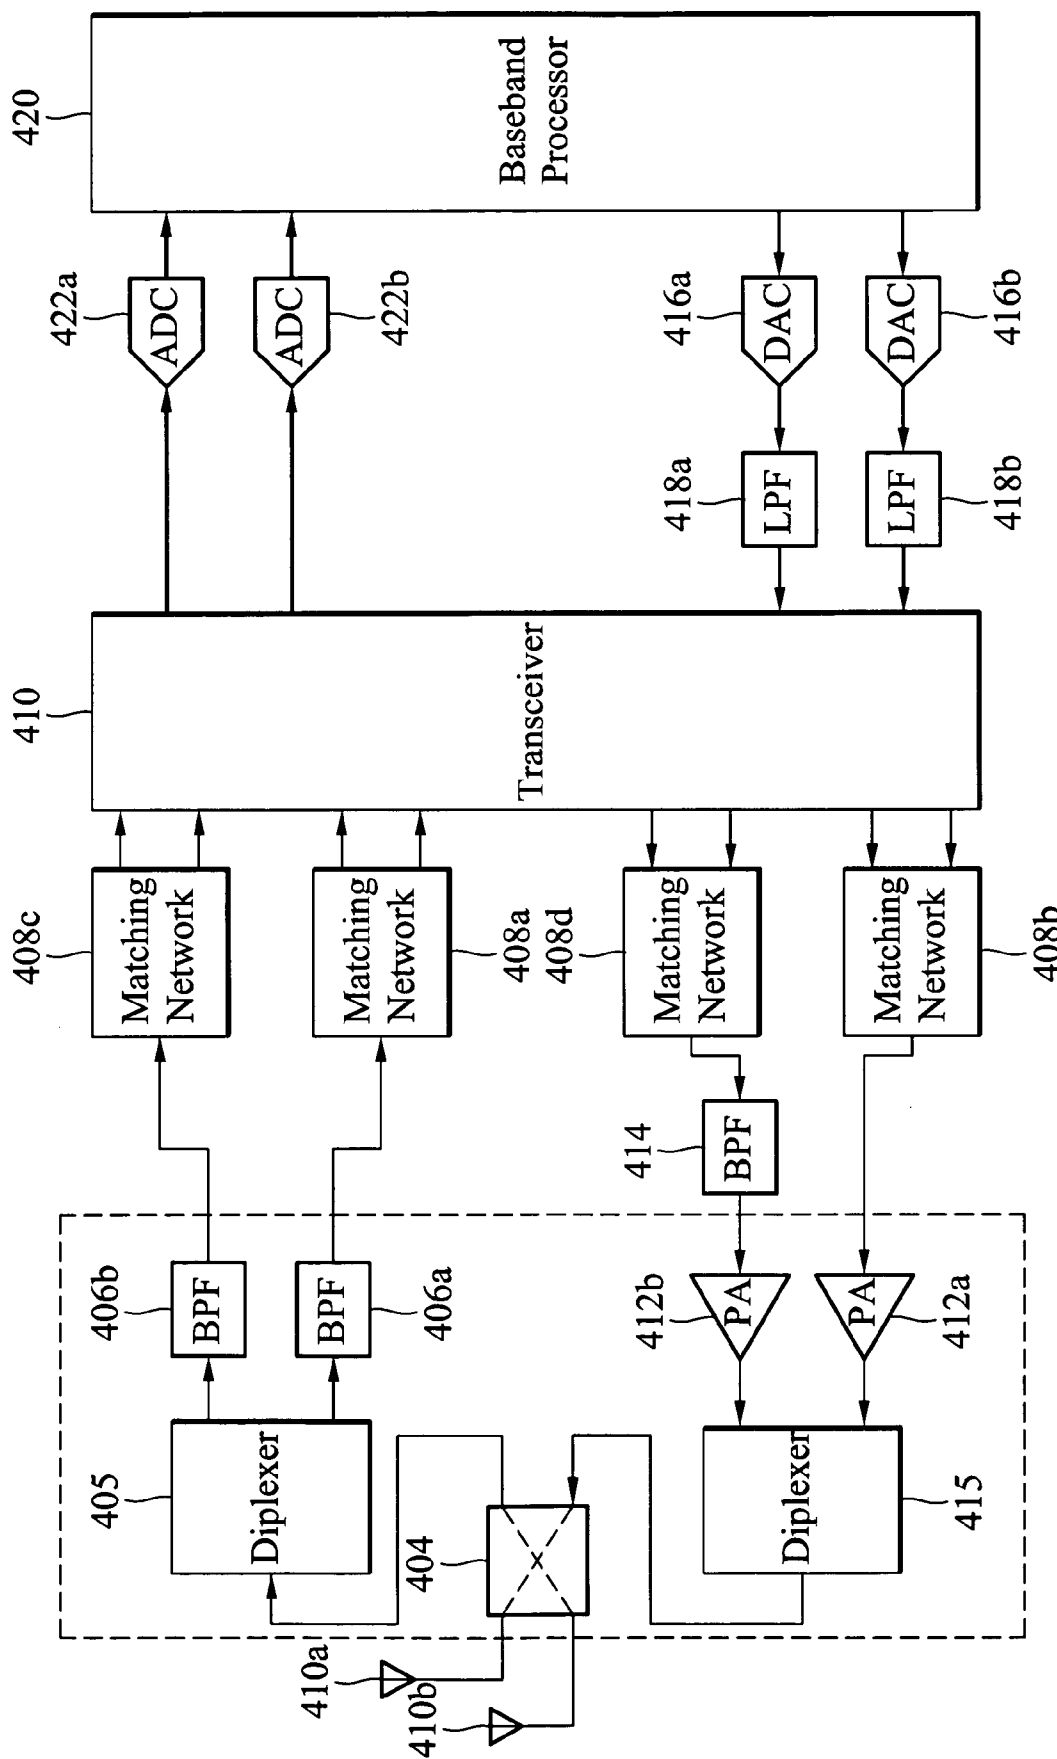 408c
410
420
422a
405
406b
Matching
Network
ADC
BPF
Diplexer
ADC
BPF
410a
Matching
Network
422b
410b
404
406a
408a
Transceiver
Baseband
Processor
408d
414
412b
Matching
Network
418a
416a
BPF
PA
LPF
DAC
Diplexer
PA
Matching
Network
LPF
DAC
415
412a
418b
416b
408b